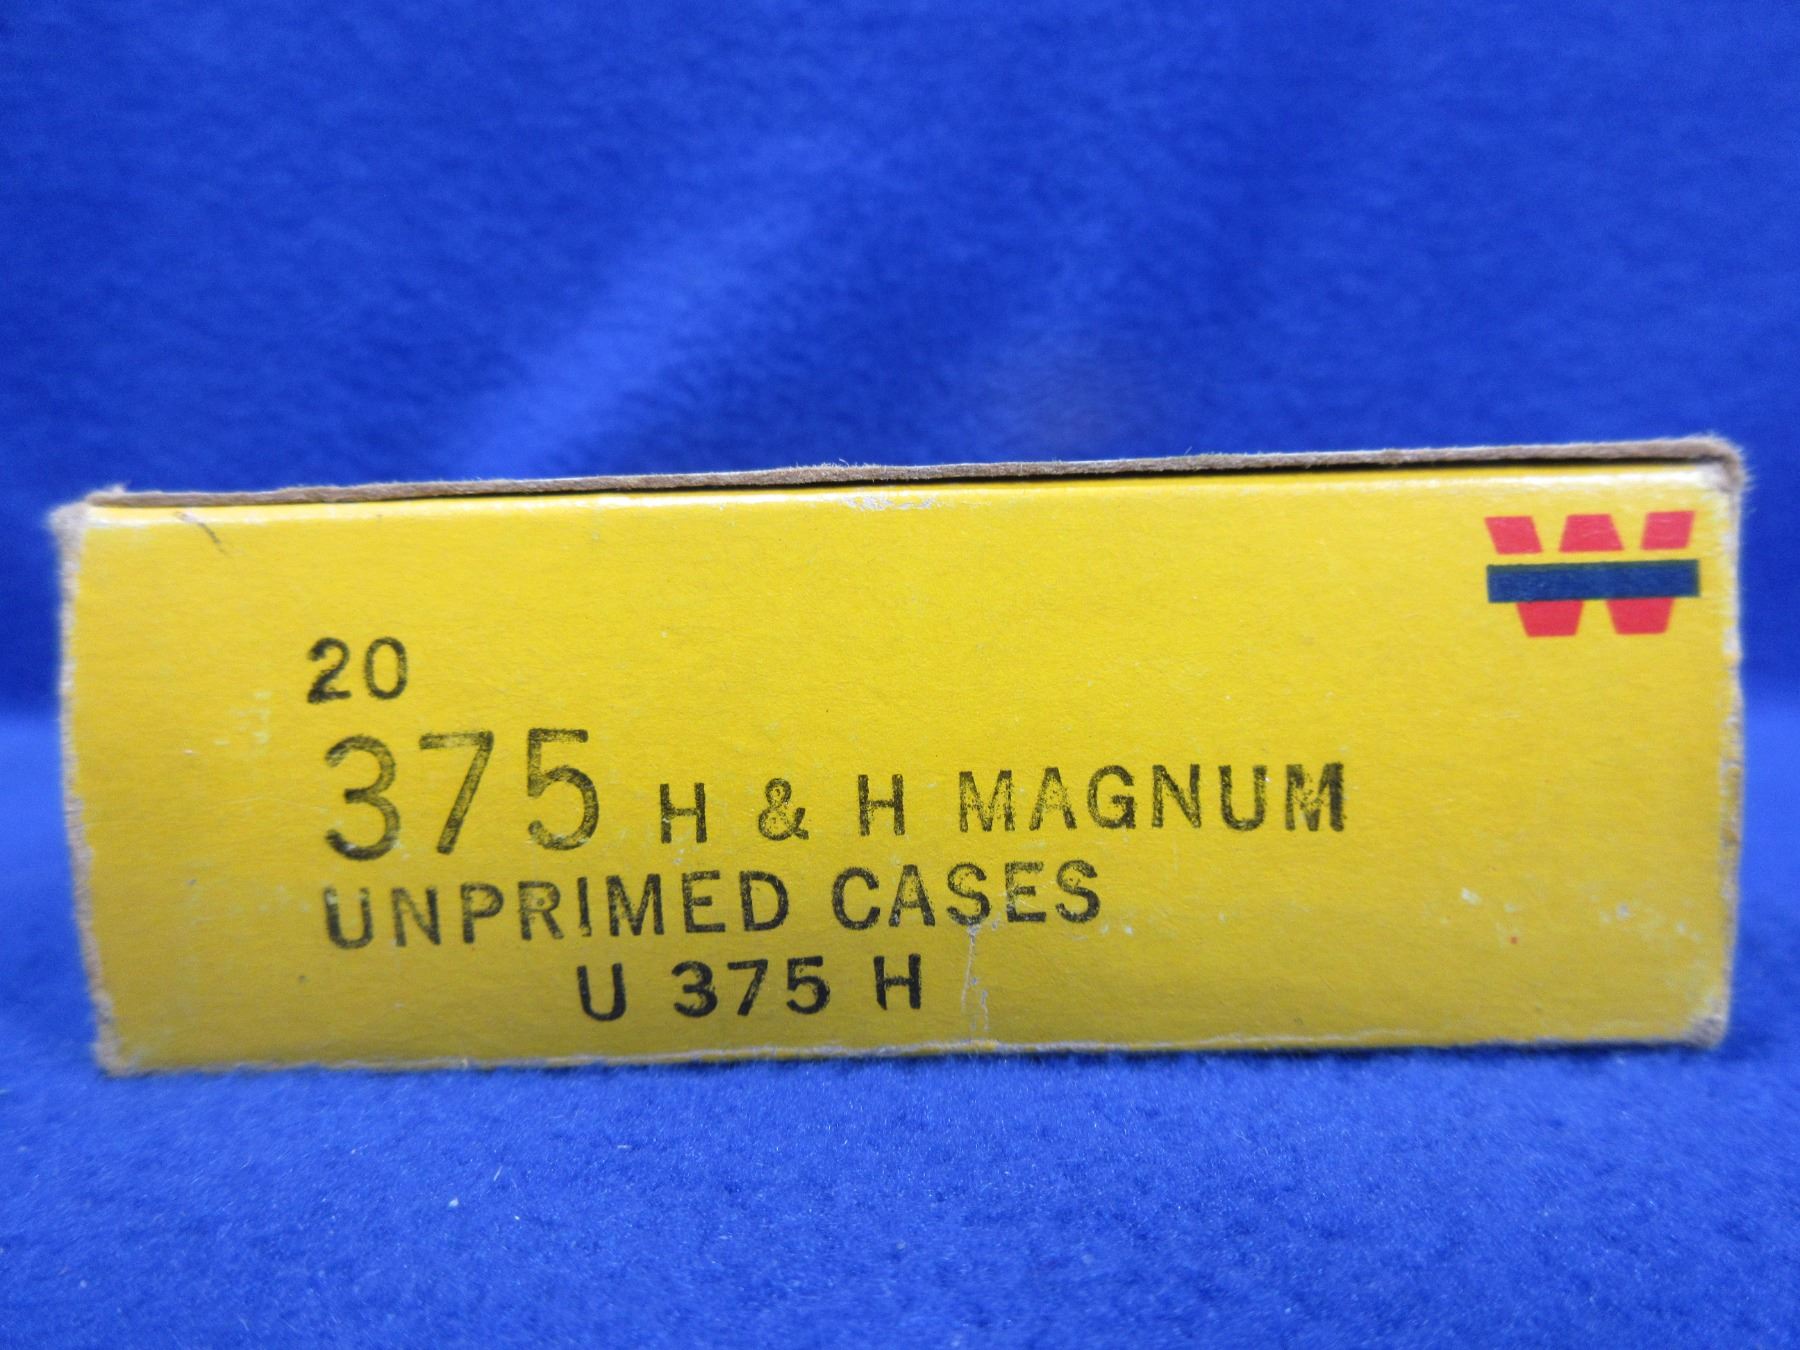 W
20
375 H & H MAGNUM
UNPRIMED CASES
U 375 H